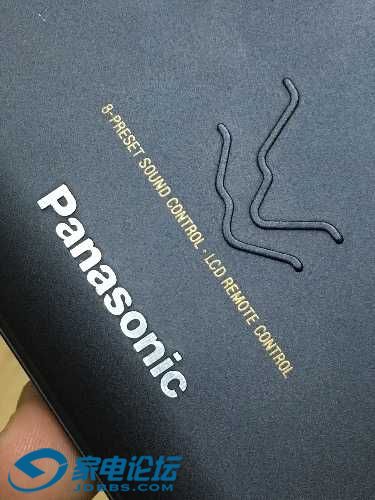 8-PRESET SOUND CONTROL · LCD REMOTE CONTROL
Panasonic
家电论坛
JDBBS.COM